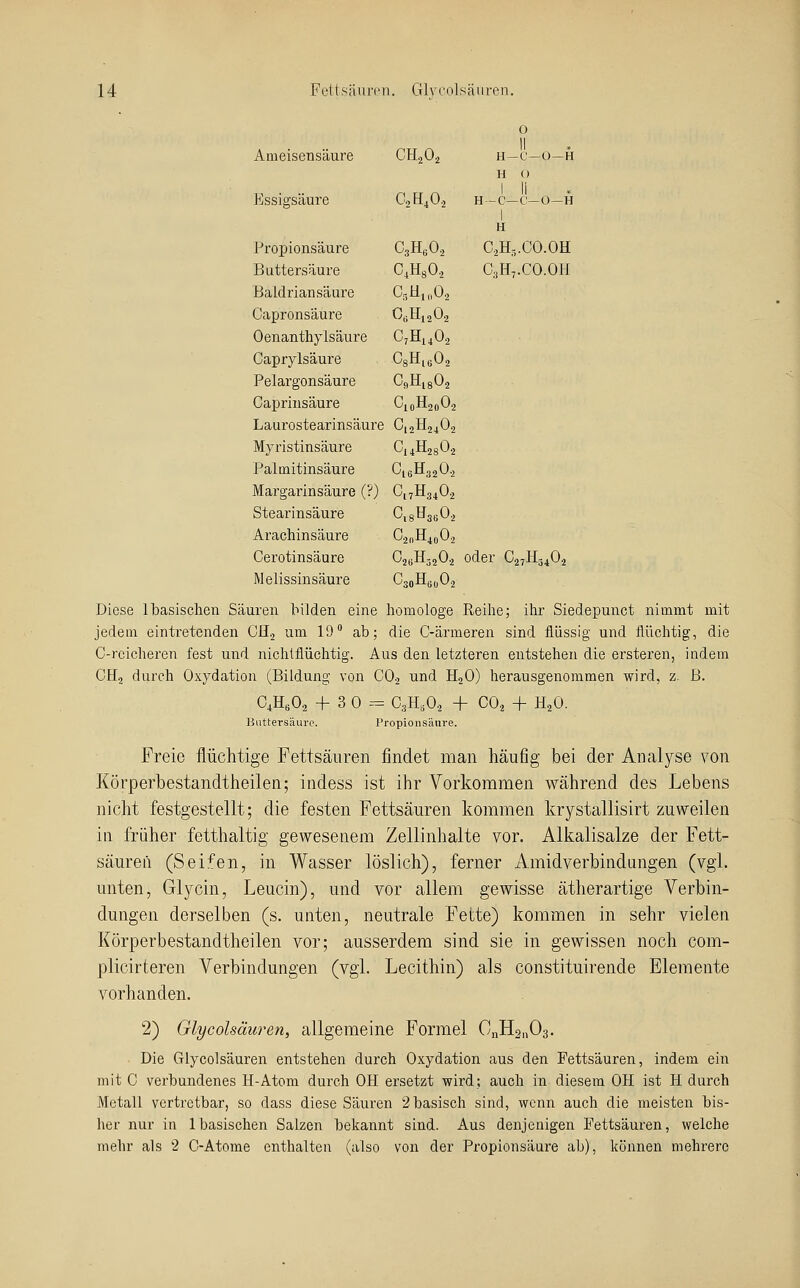 14 Fettsäuren. Glycolsäuren.
O
||
Ameisensäure CH₂O₂ H—C—O—H*
H O
| ||
Essigsäure C₂H₄O₂ H—C—C—O—H*
|
H
Propionsäure C₃H₆O₂ C₂H₅.CO.OH
Buttersäure C₄H₈O₂ C₃H₇.CO.OH
Baldriansäure C₅H₁₀O₂
Capronsäure C₆H₁₂O₂
Oenanthylsäure C₇H₁₄O₂
Caprylsäure C₈H₁₆O₂
Pelargonsäure C₉H₁₈O₂
Caprinsäure C₁₀H₂₀O₂
Laurostearinsäure C₁₂H₂₄O₂
Myristinsäure C₁₄H₂₈O₂
Palmitinsäure C₁₆H₃₂O₂
Margarinsäure (?) C₁₇H₃₄O₂
Stearinsäure C₁₈H₃₆O₂
Arachinsäure C₂₀H₄₀O₂
Cerotinsäure C₂₆H₅₂O₂ oder C₂₇H₅₄O₂
Melissinsäure C₃₀H₆₀O₂
Diese 1basischen Säuren bilden eine homologe Reihe; ihr Siedepunct nimmt mit
jedem eintretenden CH₂ um 19⁰ ab; die C-ärmeren sind flüssig und flüchtig, die
C-reicheren fest und nichtflüchtig. Aus den letzteren entstehen die ersteren, indem
CH₂ durch Oxydation (Bildung von CO₂ und H₂O) herausgenommen wird, z. B.
C₄H₈O₂ + 3 O = C₃H₆O₂ + CO₂ + H₂O.
Buttersäure. Propionsäure.
Freie flüchtige Fettsäuren findet man häufig bei der Analyse von
Körperbestandtheilen; indess ist ihr Vorkommen während des Lebens
nicht festgestellt; die festen Fettsäuren kommen krystallisirt zuweilen
in früher fetthaltig gewesenem Zellinhalte vor. Alkalisalze der Fett-
säuren (Seifen, in Wasser löslich), ferner Amidverbindungen (vgl.
unten, Glycin, Leucin), und vor allem gewisse ätherartige Verbin-
dungen derselben (s. unten, neutrale Fette) kommen in sehr vielen
Körperbestandtheilen vor; ausserdem sind sie in gewissen noch com-
plicirteren Verbindungen (vgl. Lecithin) als constituirende Elemente
vorhanden.
2) Glycolsäuren, allgemeine Formel CₙH₂ₙO₃.
Die Glycolsäuren entstehen durch Oxydation aus den Fettsäuren, indem ein
mit C verbundenes H-Atom durch OH ersetzt wird; auch in diesem OH ist H durch
Metall vertretbar, so dass diese Säuren 2basisch sind, wenn auch die meisten bis-
her nur in 1basischen Salzen bekannt sind. Aus denjenigen Fettsäuren, welche
mehr als 2 C-Atome enthalten (also von der Propionsäure ab), können mehrere